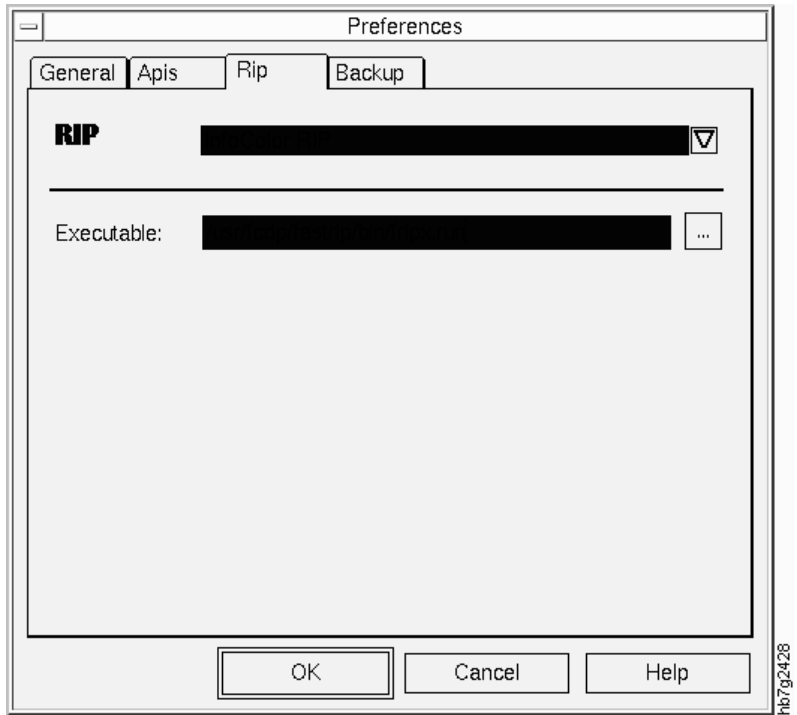 Preferences
General Apis Rip Backup
RIP
Executable:
...
OK Cancel Help
hb7g2428